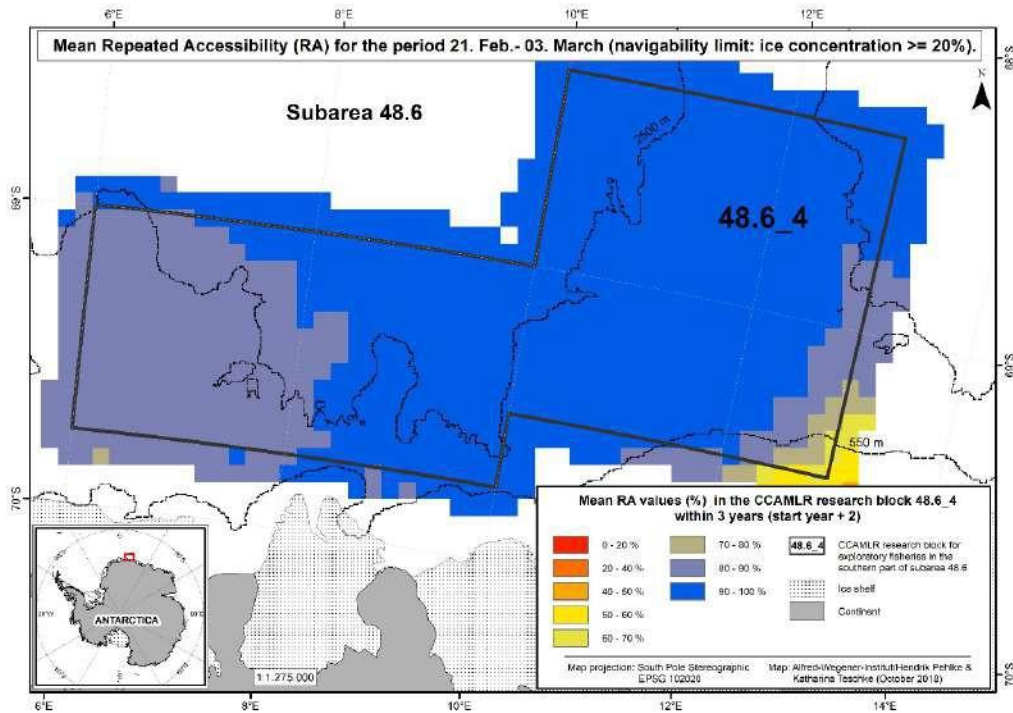 6°E 8°E 10°E 12°E
Mean Repeated Accessibility (RA) for the period 21. Feb.- 03. March (navigability limit: ice concentration >= 20%).
68°S
N
Subarea 48.6
2500 m
69°S
48.6_4
69°S
550 m
70°S
Mean RA values (%) in the CCAMLR research block 48.6_4
within 3 years (start year + 2)
0 - 20 %
20 - 40 %
40 - 50 %
50 - 60 %
60 - 70 %
70 - 80 %
80 - 90 %
90 - 100 %
48.6_4
CCAMLR research block for
exploratory fisheries in the
southern part of subarea 48.6
Ice shelf
Continent
ANTARCTICA
1:1.275.000
Map projection: South Pole Stereographic
EPSG 102020
Map: Alfred-Wegener-Institut/Hendrik Pehlke &
Katharina Teschke (October 2018)
70°S
6°E 8°E 10°E 12°E 14°E